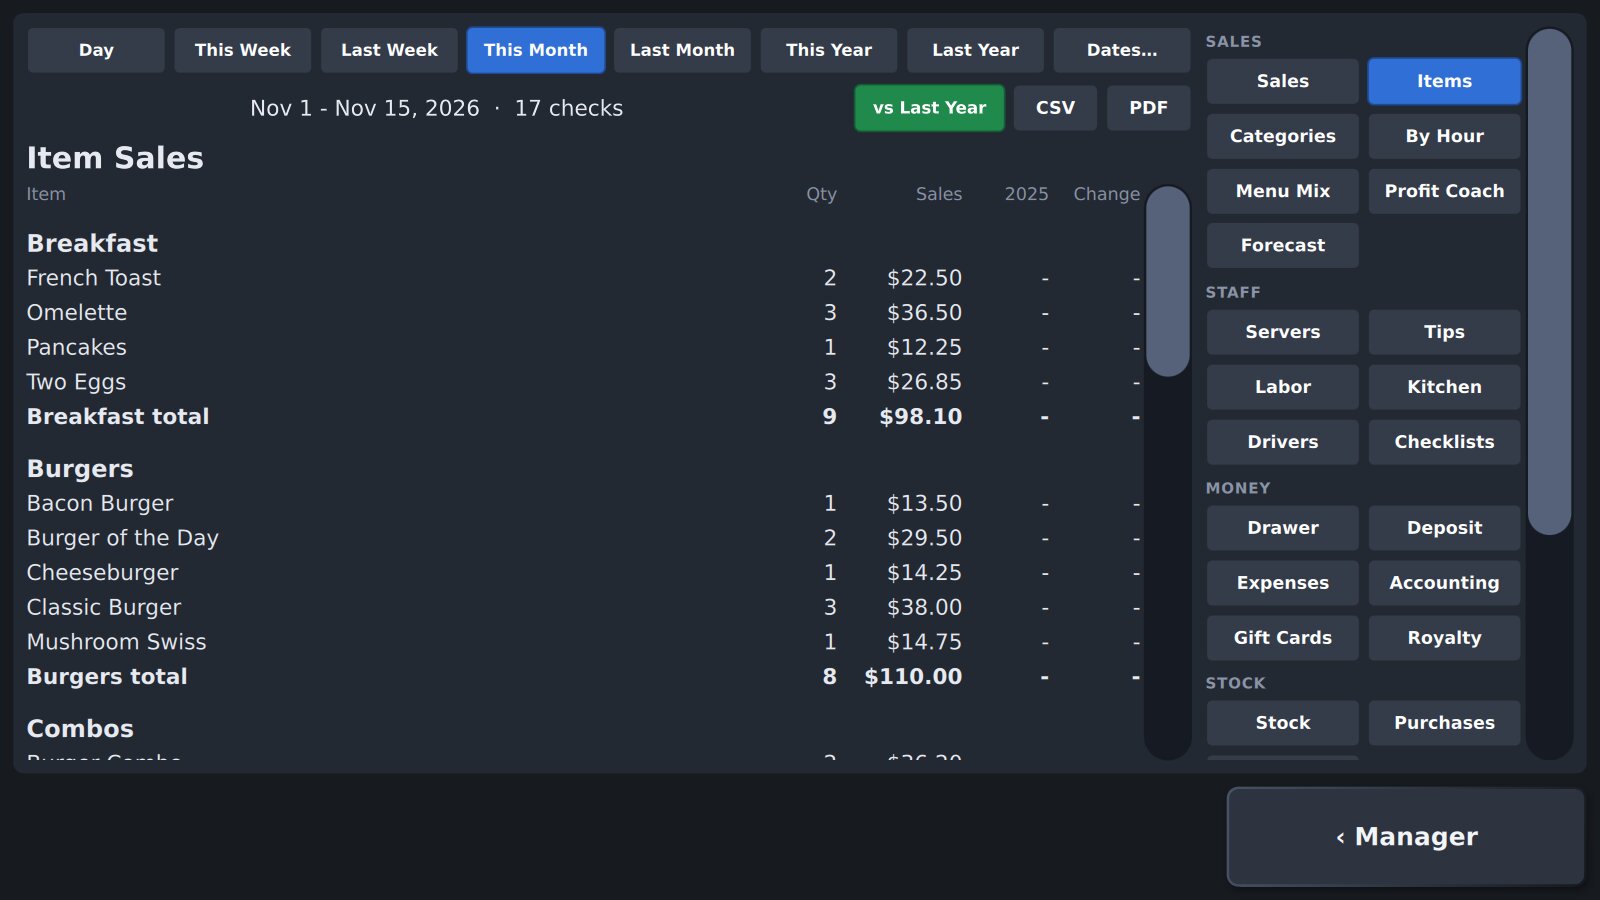 Day This Week Last Week This Month Last Month This Year Last Year Dates…
Nov 1 - Nov 15, 2026 · 17 checks vs Last Year CSV PDF
Item Sales
Item Qty Sales 2025 Change
Breakfast
French Toast 2 $22.50 - -
Omelette 3 $36.50 - -
Pancakes 1 $12.25 - -
Two Eggs 3 $26.85 - -
Breakfast total 9 $98.10 - -
Burgers
Bacon Burger 1 $13.50 - -
Burger of the Day 2 $29.50 - -
Cheeseburger 1 $14.25 - -
Classic Burger 3 $38.00 - -
Mushroom Swiss 1 $14.75 - -
Burgers total 8 $110.00 - -
Combos
SALES
Sales Items
Categories By Hour
Menu Mix Profit Coach
Forecast
STAFF
Servers Tips
Labor Kitchen
Drivers Checklists
MONEY
Drawer Deposit
Expenses Accounting
Gift Cards Royalty
STOCK
Stock Purchases
‹ Manager